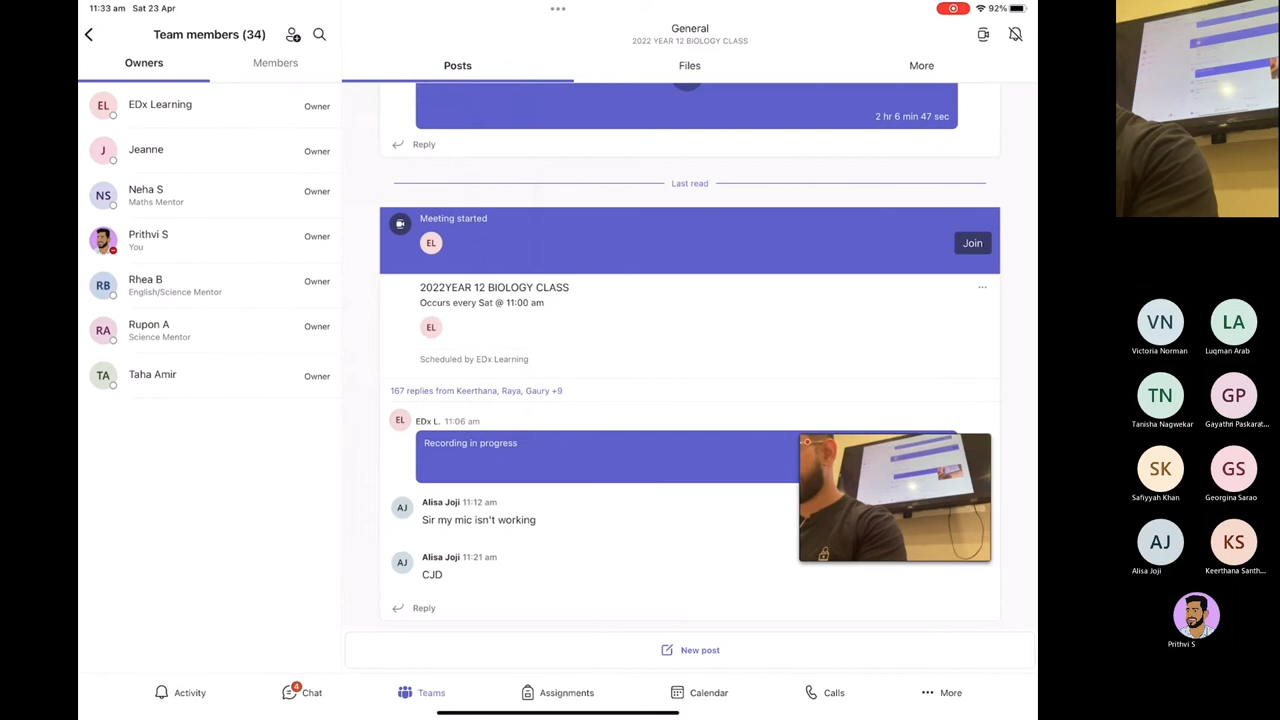 11:33 am Sat 23 Apr
92%
Team members (34)
Owners
Members
EL
EDx Learning
Owner
J
Jeanne
Owner
NS
Neha S
Maths Mentor
Owner
Prithvi S
You
Owner
RB
Rhea B
English/Science Mentor
Owner
RA
Rupon A
Science Mentor
Owner
TA
Taha Amir
Owner
General
2022 YEAR 12 BIOLOGY CLASS
Posts
Files
More
2 hr 6 min 47 sec
Reply
Last read
Meeting started
EL
Join
2022YEAR 12 BIOLOGY CLASS
Occurs every Sat @ 11:00 am
EL
Scheduled by EDx Learning
167 replies from Keerthana, Raya, Gaury +9
EL
EDx L. 11:06 am
Recording in progress
AJ
Alisa Joji 11:12 am
Sir my mic isn't working
AJ
Alisa Joji 11:21 am
CJD
Reply
New post
Activity
4
Chat
Teams
Assignments
Calendar
Calls
More
VN
Victoria Norman
LA
Luqman Arab
TN
Tanisha Nagwekar
GP
Gayathri Paskarat...
SK
Safiyyah Khan
GS
Georgina Sarao
AJ
Alisa Joji
KS
Keerthana Santh...
Prithvi S